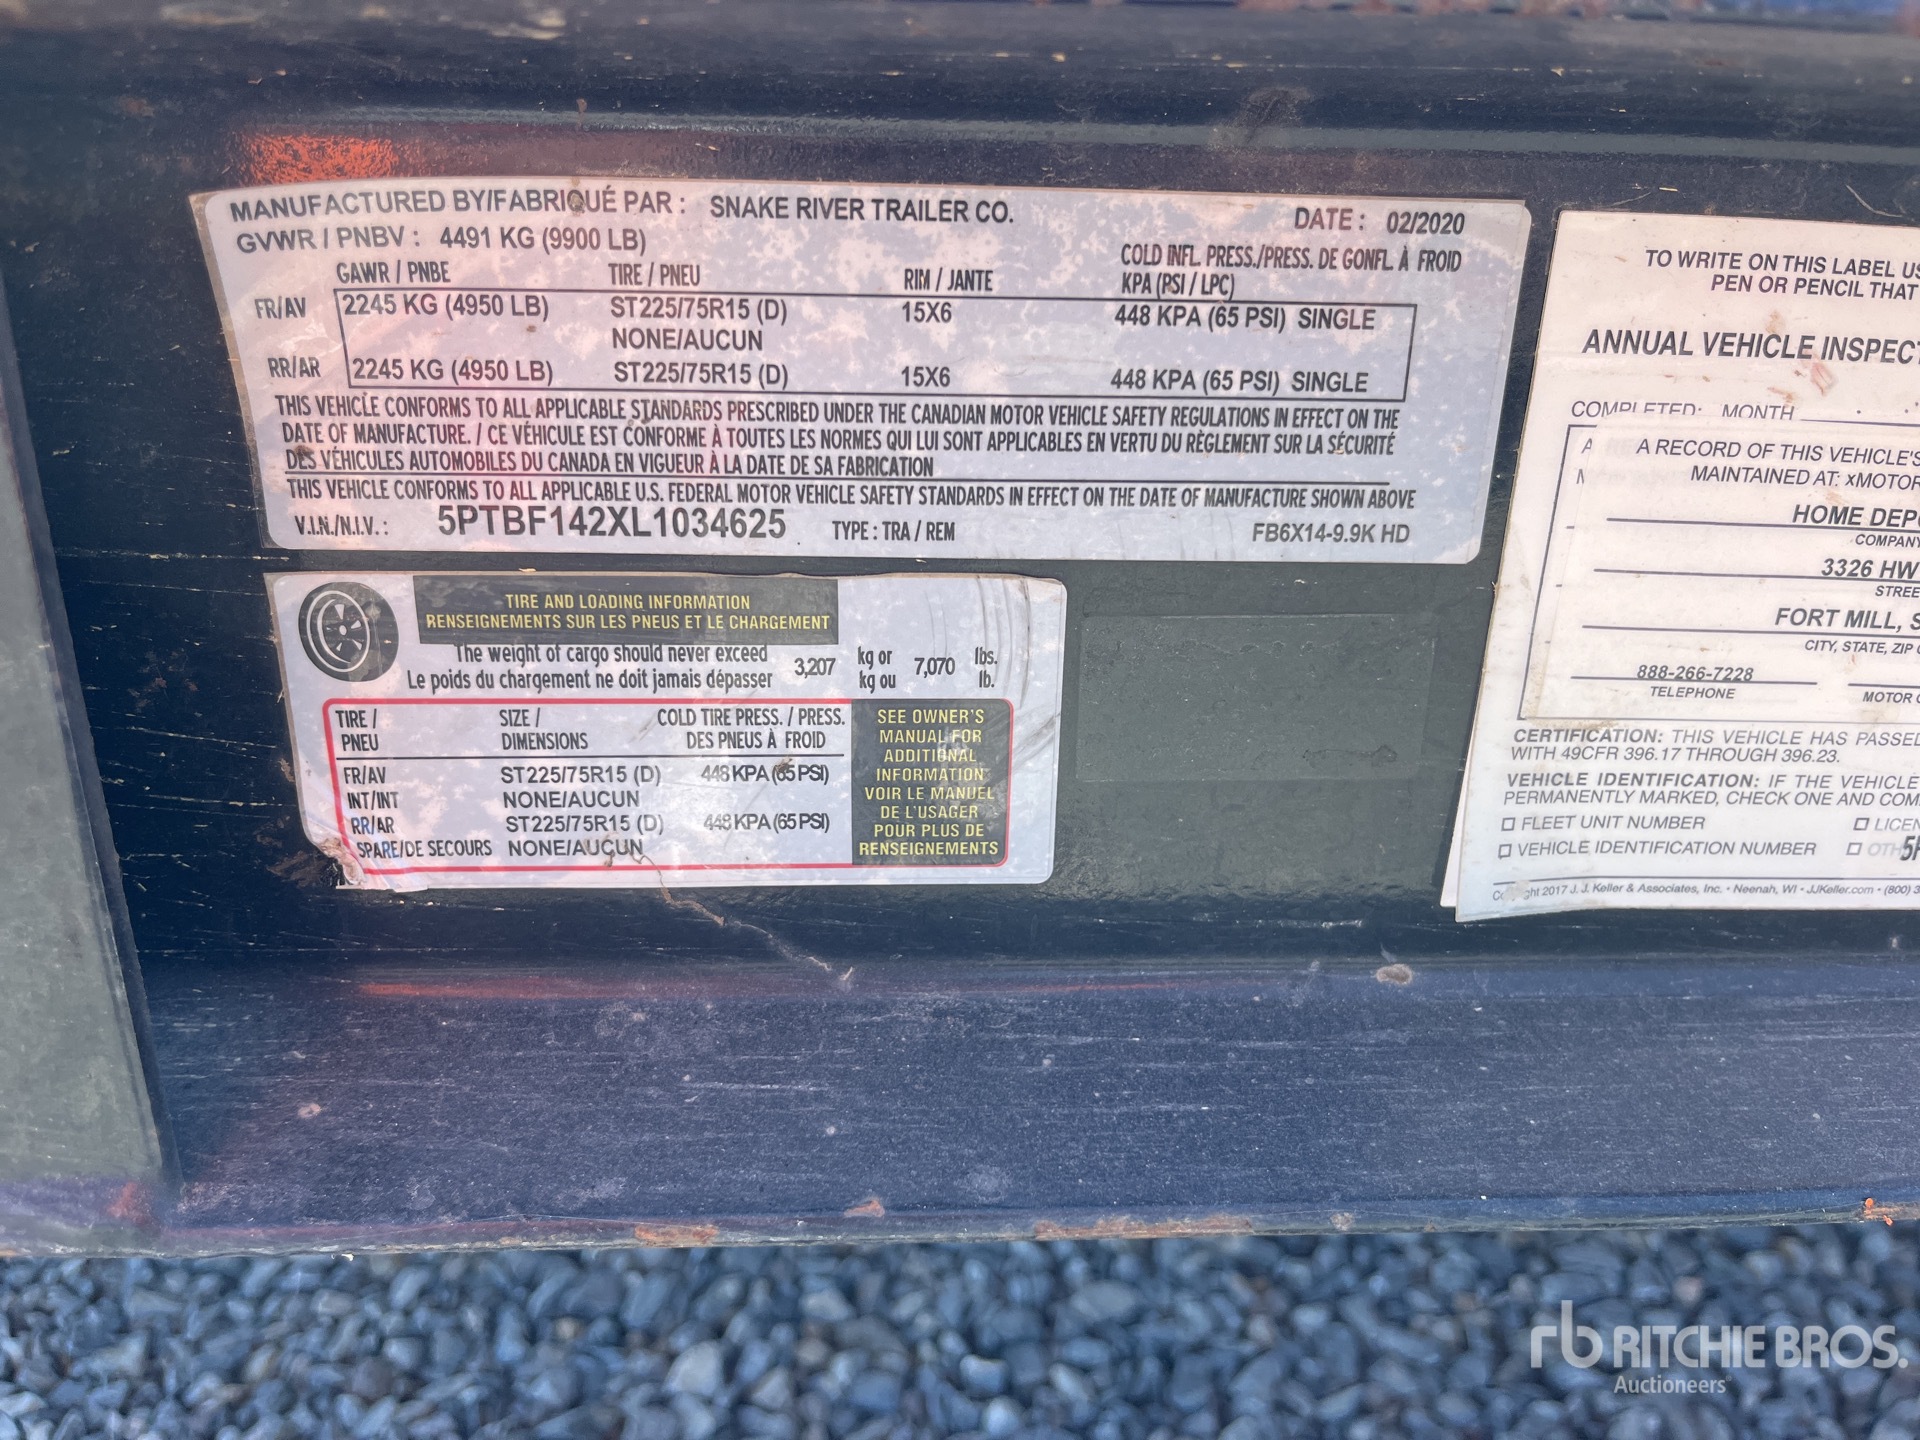 MANUFACTURED BY/FABRIQUÉ PAR : SNAKE RIVER TRAILER CO. DATE : 02/2020
GVWR / PNBV : 4491 KG (9900 LB)
GAWR / PNBE TIRE / PNEU RIM / JANTE COLD INFL. PRESS./PRESS. DE GONFL. À FROID
KPA (PSI / LPC)
FR/AV 2245 KG (4950 LB) ST225/75R15 (D) 15X6 448 KPA (65 PSI) SINGLE
NONE/AUCUN
RR/AR 2245 KG (4950 LB) ST225/75R15 (D) 15X6 448 KPA (65 PSI) SINGLE
THIS VEHICLE CONFORMS TO ALL APPLICABLE STANDARDS PRESCRIBED UNDER THE CANADIAN MOTOR VEHICLE SAFETY REGULATIONS IN EFFECT ON THE
DATE OF MANUFACTURE. / CE VÉHICULE EST CONFORME À TOUTES LES NORMES QUI LUI SONT APPLICABLES EN VERTU DU RÈGLEMENT SUR LA SÉCURITÉ
DES VÉHICULES AUTOMOBILES DU CANADA EN VIGUEUR À LA DATE DE SA FABRICATION
THIS VEHICLE CONFORMS TO ALL APPLICABLE U.S. FEDERAL MOTOR VEHICLE SAFETY STANDARDS IN EFFECT ON THE DATE OF MANUFACTURE SHOWN ABOVE
V.I.N./N.I.V.: 5PTBF142XL1034625 TYPE : TRA / REM FB6X14-9.9K HD
TIRE AND LOADING INFORMATION
RENSEIGNEMENTS SUR LES PNEUS ET LE CHARGEMENT
The weight of cargo should never exceed 3,207 kg or 7,070 lbs.
Le poids du chargement ne doit jamais dépasser kg ou lb.
TIRE / SIZE / COLD TIRE PRESS. / PRESS.
PNEU DIMENSIONS DES PNEUS À FROID
FR/AV ST225/75R15 (D) 448 KPA (65 PSI)
INT/INT NONE/AUCUN
RR/AR ST225/75R15 (D) 448 KPA (65 PSI)
SPARE/DE SECOURS NONE/AUCUN
SEE OWNER'S
MANUAL FOR
ADDITIONAL
INFORMATION
VOIR LE MANUEL
DE L'USAGER
POUR PLUS DE
RENSEIGNEMENTS
TO WRITE ON THIS LABEL
PEN OR PENCIL THAT
ANNUAL VEHICLE
COMPLETED: MONTH
A RECORD OF THIS VEHICLE'S
MAINTAINED AT:
HOME
COMPANY
3326
FORT MILL,
CITY, STATE, ZIP
888-266-7228
TELEPHONE MOTOR
CERTIFICATION: THIS VEHICLE HAS PASSED
WITH 49CFR 396.17 THROUGH 396.23.
VEHICLE IDENTIFICATION: IF THE VEHICLE
PERMANENTLY MARKED, CHECK ONE AND
FLEET UNIT NUMBER
VEHICLE IDENTIFICATION NUMBER
2017 J. J. Keller & Associates, Inc. • Neenah, WI • JJKeller.com • (800)
rb RITCHIE BROS.
Auctioneers